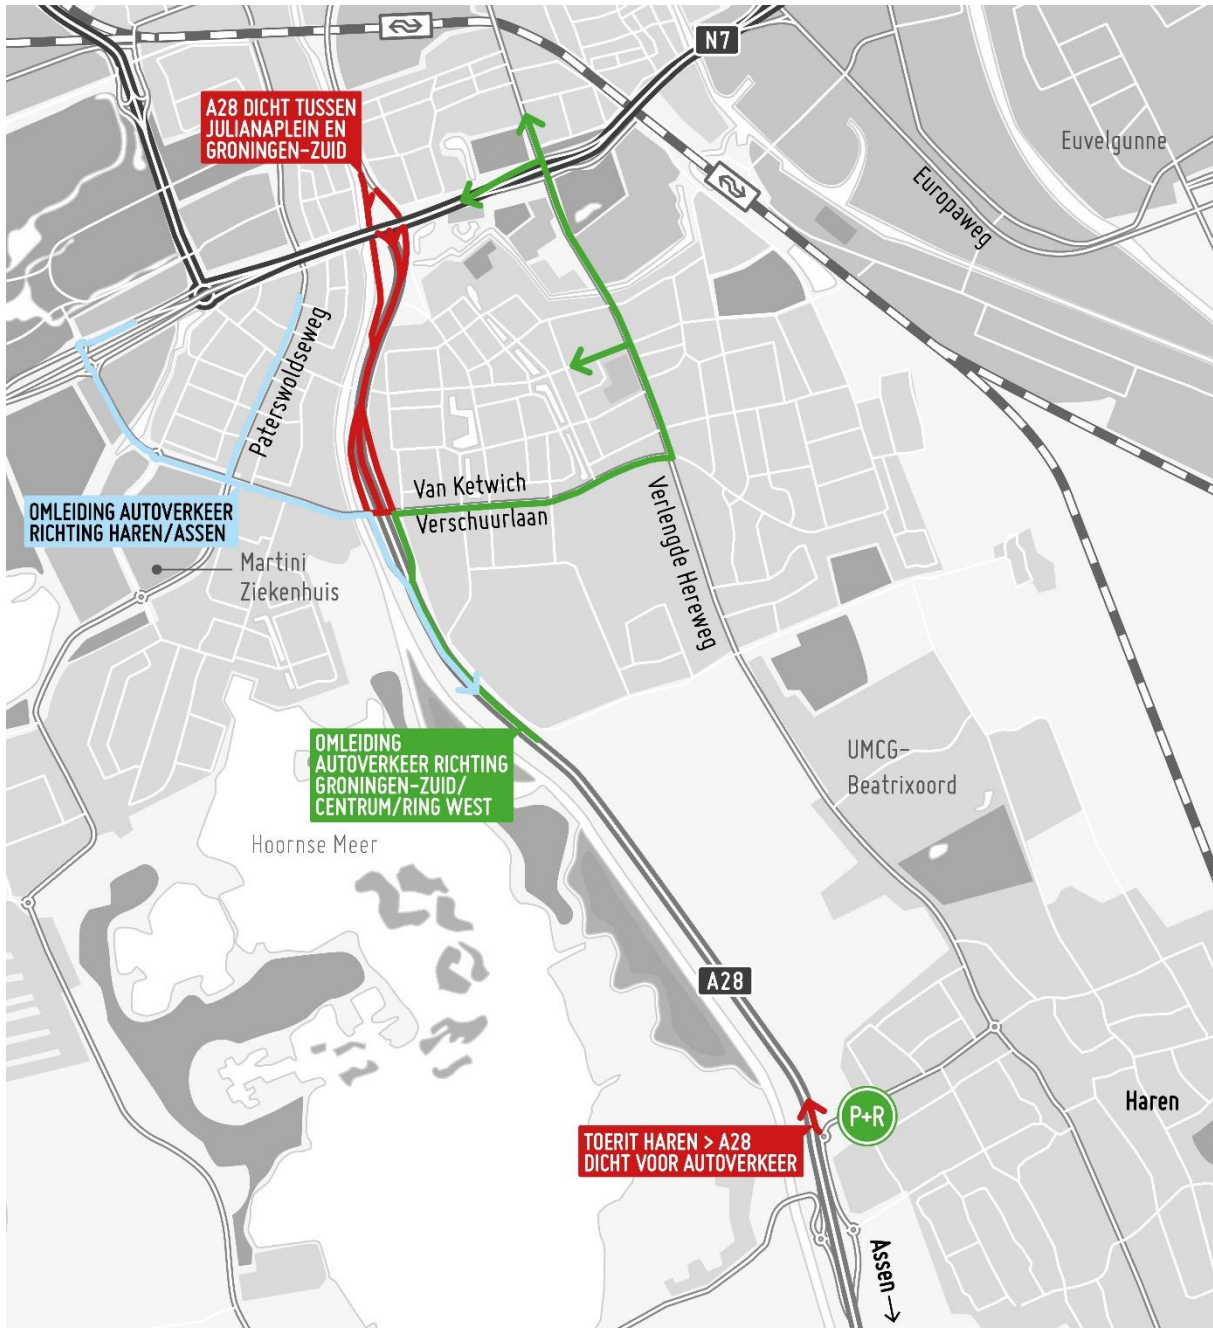 N7
A28 DICHT TUSSEN
JULIANAPLEIN EN
GRONINGEN-ZUID
Euvelgunne
Europaweg
Paterswoldseweg
Van Ketwich
Verschuurlaan
OMLEIDING AUTOVERKEER
RICHTING HAREN/ASSEN
Martini
Ziekenhuis
Verlengde Hereweg
OMLEIDING
AUTOVERKEER RICHTING
GRONINGEN-ZUID/
CENTRUM/RING WEST
UMCG-
Beatrixoord
Hoornse Meer
A28
P+R
Haren
TOERIT HAREN > A28
DICHT VOOR AUTOVERKEER
Assen →